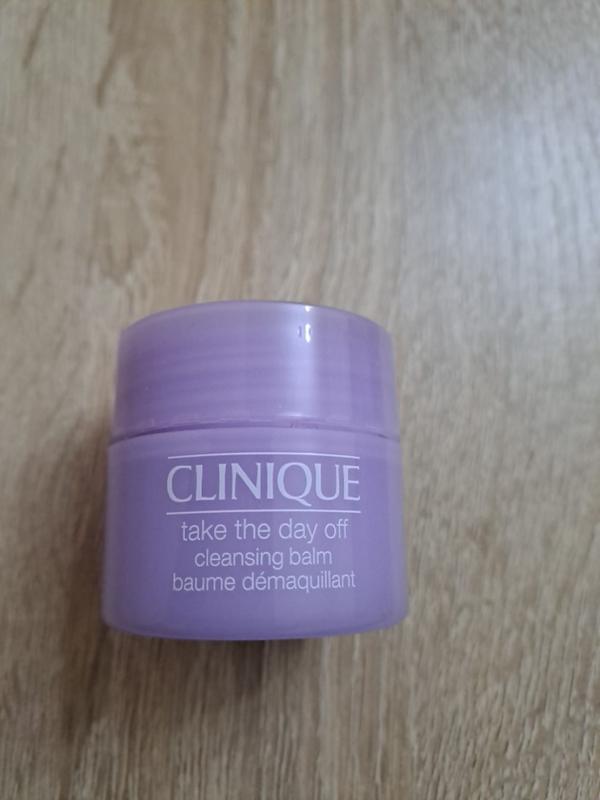 CLINIQUE
take the day off
cleansing balm
baume démaquillant